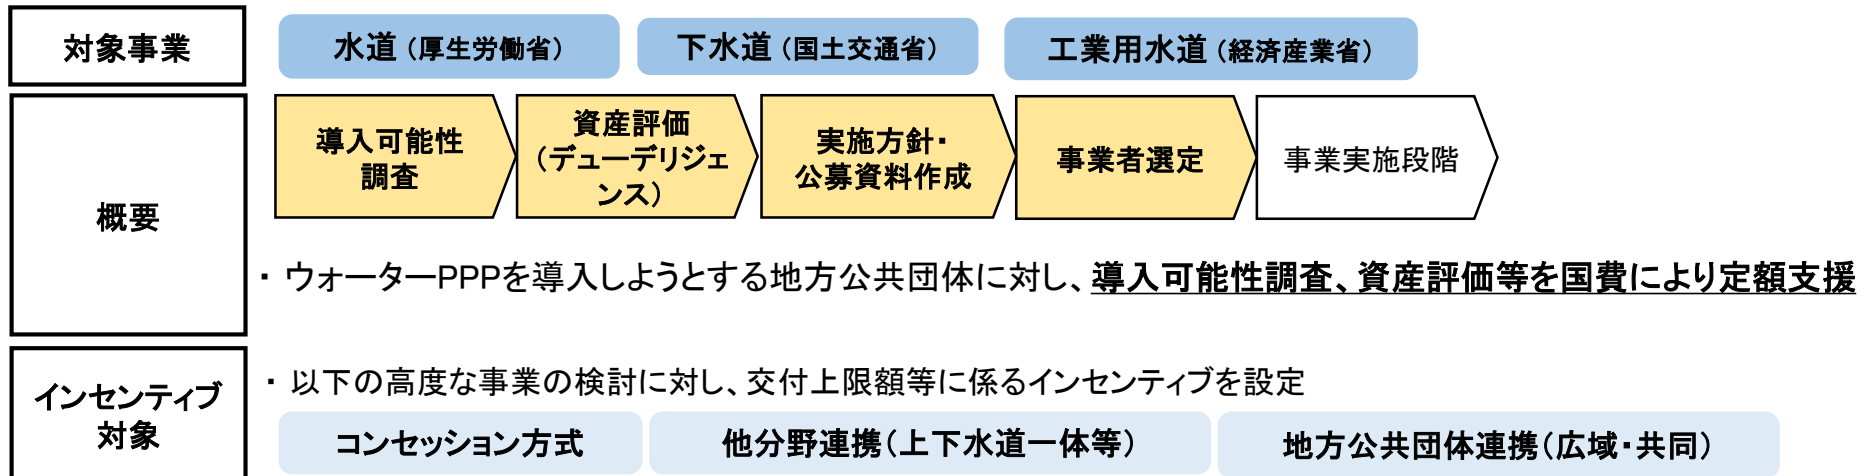 対象事業
水道（厚生労働省）
下水道（国土交通省）
工業用水道（経済産業省）
概要
導入可能性
調査
資産評価
（デューデリジェ
ンス）
実施方針・
公募資料作成
事業者選定
事業実施段階
・ ウォーターPPPを導入しようとする地方公共団体に対し、導入可能性調査、資産評価等を国費により定額支援
インセンティブ
対象
・ 以下の高度な事業の検討に対し、交付上限額等に係るインセンティブを設定
コンセッション方式
他分野連携（上下水道一体等）
地方公共団体連携（広域・共同）